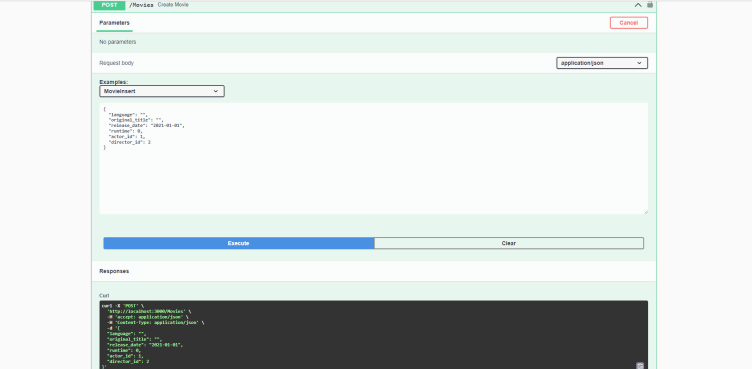 POST /Movies Create Movie
Parameters
Cancel
No parameters
Request body
application/json
Examples:
MovieInsert
{
"language": "",
"original_title": "",
"release_date": "2021-01-01",
"runtime": 0,
"actor_id": 1,
"director_id": 2
}
Execute
Clear
Responses
Curl
curl -X 'POST' \
'http://localhost:3000/Movies' \
-H 'accept: application/json' \
-H 'Content-Type: application/json' \
-d '{
"language": "",
"original_title": "",
"release_date": "2021-01-01",
"runtime": 0,
"actor_id": 1,
"director_id": 2
}'